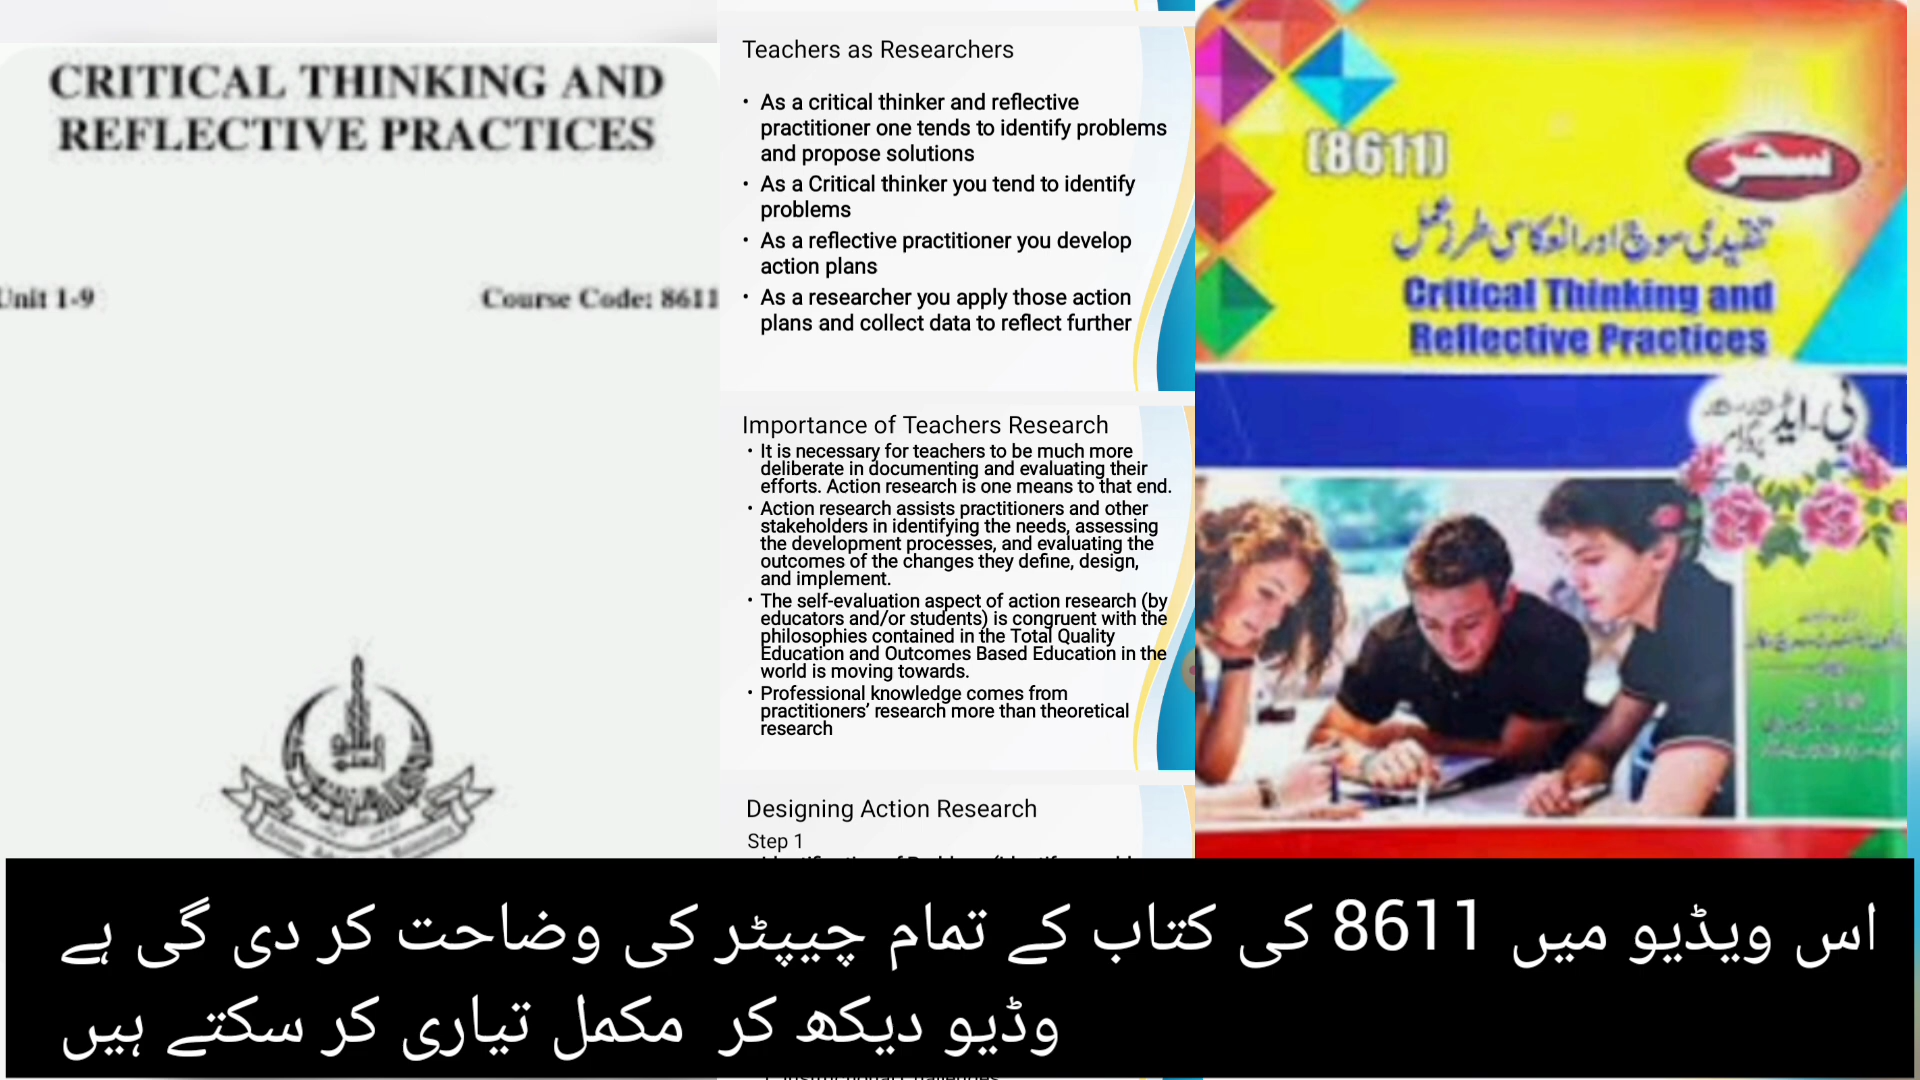 CRITICAL THINKING AND
REFLECTIVE PRACTICES
Unit 1-9
Course Code: 8611
Teachers as Researchers
• As a critical thinker and reflective
practitioner one tends to identify problems
and propose solutions
• As a Critical thinker you tend to identify
problems
• As a reflective practitioner you develop
action plans
• As a researcher you apply those action
plans and collect data to reflect further
Importance of Teachers Research
• It is necessary for teachers to be much more
deliberate in documenting and evaluating their
efforts. Action research is one means to that end.
• Action research assists practitioners and other
stakeholders in identifying the needs, assessing
the development processes, and evaluating the
outcomes of the changes they define, design,
and implement.
• The self-evaluation aspect of action research (by
educators and/or students) is congruent with the
philosophies contained in the Total Quality
Education and Outcomes Based Education in the
world is moving towards.
• Professional knowledge comes from
practitioners’ research more than theoretical
research
Designing Action Research
Step 1
(8611)
سحر
تنقیدی سوچ اور انعکاسی طرز عمل
Critical Thinking and
Reflective Practices
بی۔ایڈ
اس ویڈیو میں 8611 کی کتاب کے تمام چیپٹر کی وضاحت کر دی گی ہے
وڈیو دیکھ کر مکمل تیاری کر سکتے ہیں